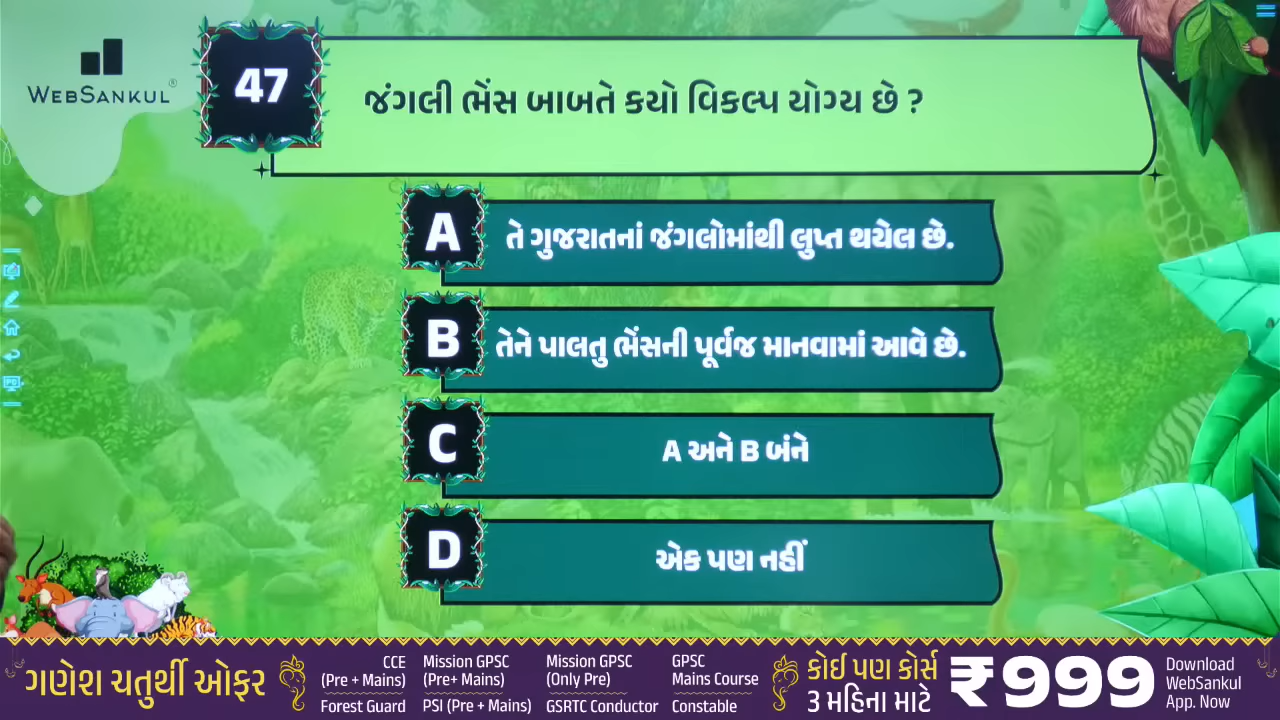 WEBSANKUL®
47
જંગલી ભેંસ બાબતે કયો વિકલ્પ યોગ્ય છે ?
A
તે ગુજરાતનાં જંગલોમાંથી લુપ્ત થયેલ છે.
B
તેને પાલતુ ભેંસની પૂર્વજ માનવામાં આવે છે.
C
A અને B બંને
D
એક પણ નહીં
ગણેશ ચતુર્થી ઓફર
CCE
(Pre + Mains)
Forest Guard
Mission GPSC
(Pre+ Mains)
PSI (Pre + Mains)
Mission GPSC
(Only Pre)
GSRTC Conductor
GPSC
Mains Course
Constable
કોઈ પણ કોર્સ
3 મહિના માટે
₹999
Download
WebSankul
App. Now